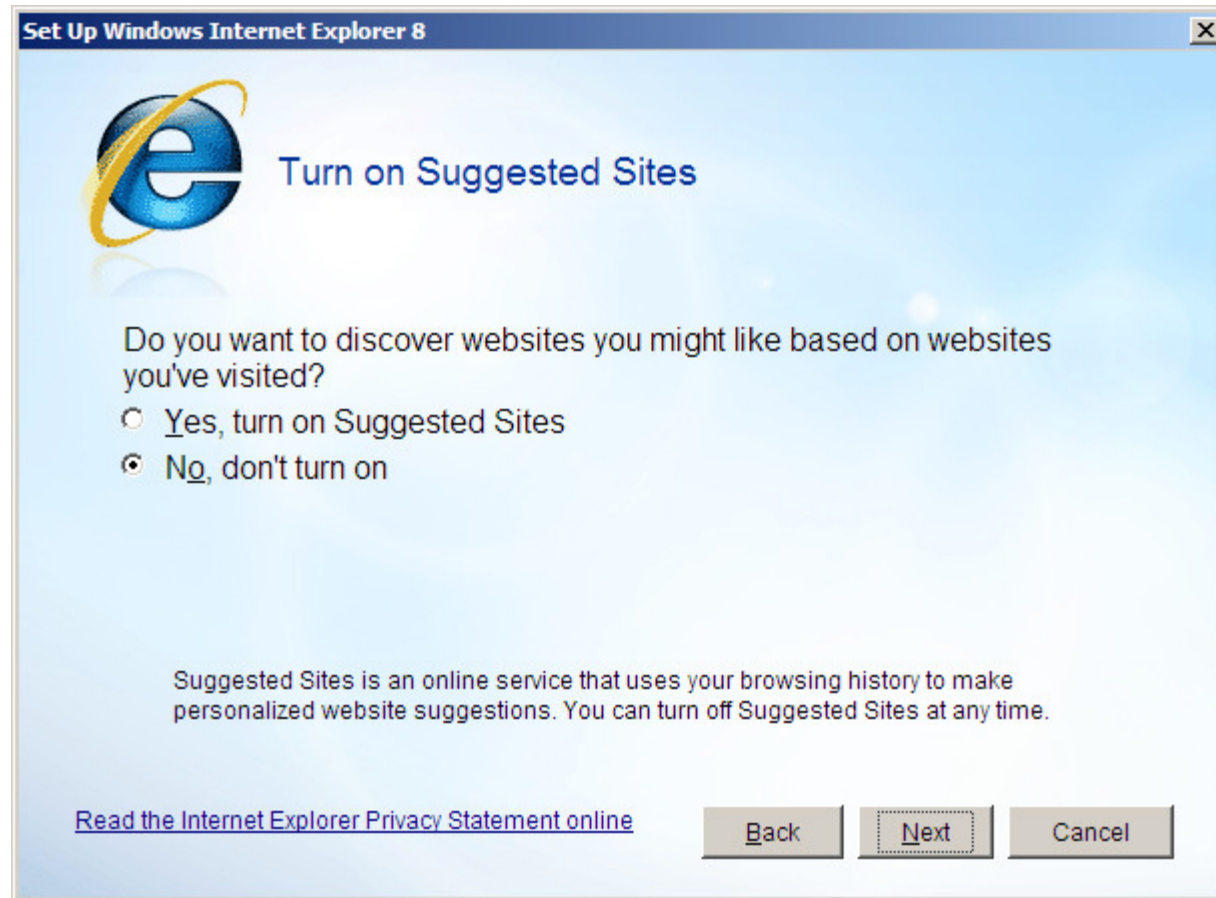 Set Up Windows Internet Explorer 8
Turn on Suggested Sites
Do you want to discover websites you might like based on websites
you've visited?
Yes, turn on Suggested Sites
No, don't turn on
Suggested Sites is an online service that uses your browsing history to make
personalized website suggestions. You can turn off Suggested Sites at any time.
Read the Internet Explorer Privacy Statement online
Back
Next
Cancel